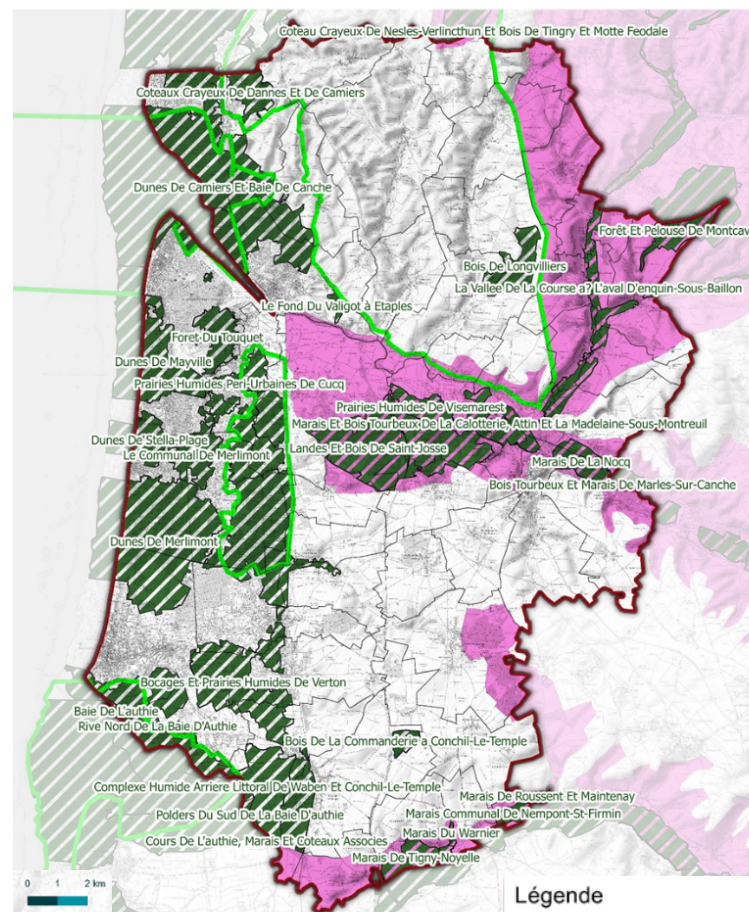 Coteau Crayeux De Nesles-Verlincthun Et Bois De Tingry Et Motte Feodale
Coteaux Crayeux De Dannes Et De Camiers
Dunes De Camiers Et Baie De Canche
Forêt Et Pelouse De Montcav
Bois De Longvilliers
La Vallee De La Course a? L'aval D'enquin-Sous-Baillon
Le Fond Du Valigot à Etaples
Foret Du Touquet
Dunes De Mayville
Prairies Humides Peri-Urbaines De Cucq
Prairies Humides De Visemarest
Marais Et Bois Tourbeux De La Calotterie, Attin Et La Madelaine-Sous-Montreuil
Dunes De Stella-Plage
Landes Et Bois De Saint-Josse
Le Communal De Merlimont
Marais De La Nocq
Bois Tourbeux Et Marais De Marles-Sur-Canche
Dunes De Merlimont
Bocages Et Prairies Humides De Verton
Baie De L'authie
Rive Nord De La Baie D'Authie
Bois De La Commanderie a Conchil-Le-Temple
Complexe Humide Arriere Littoral De Waben Et Conchil-Le-Temple
Marais De Roussent Et Maintenay
Polders Du Sud De La Baie D'authie
Marais Communal De Nempont-St-Firmin
Marais Du Warnier
Cours De L'authie, Marais Et Coteaux Associes
Marais De Tigny-Noyelle
0 1 2 km
Légende